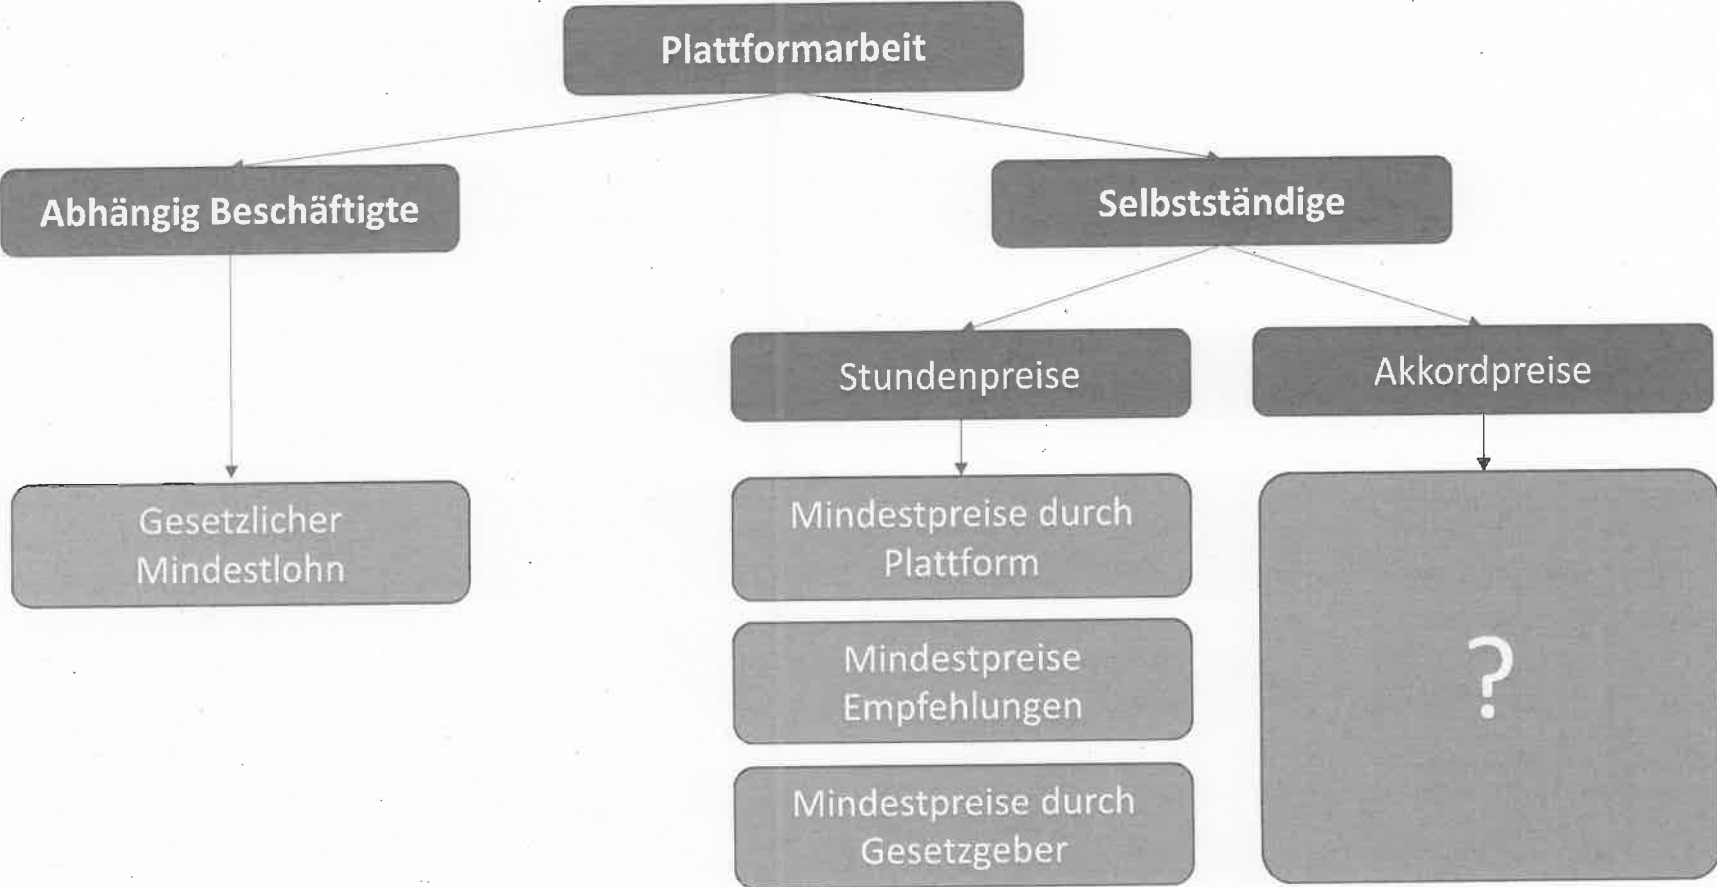 Plattformarbeit
Abhängig Beschäftigte
Selbstständige
Stundenpreise
Akkordpreise
Gesetzlicher
Mindestlohn
Mindestpreise durch
Plattform
Mindestpreise
Empfehlungen
Mindestpreise durch
Gesetzgeber
?